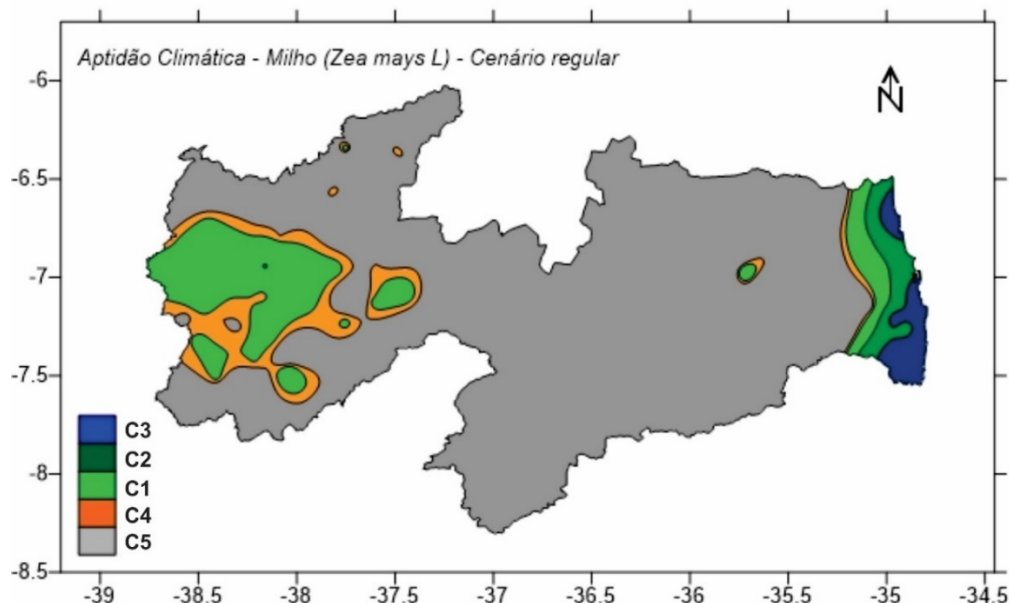 Aptidão Climática - Milho (Zea mays L) - Cenário regular
N
-6
-6.5
-7
-7.5
-8
-8.5
C3
C2
C1
C4
C5
-39 -38.5 -38 -37.5 -37 -36.5 -36 -35.5 -35 -34.5